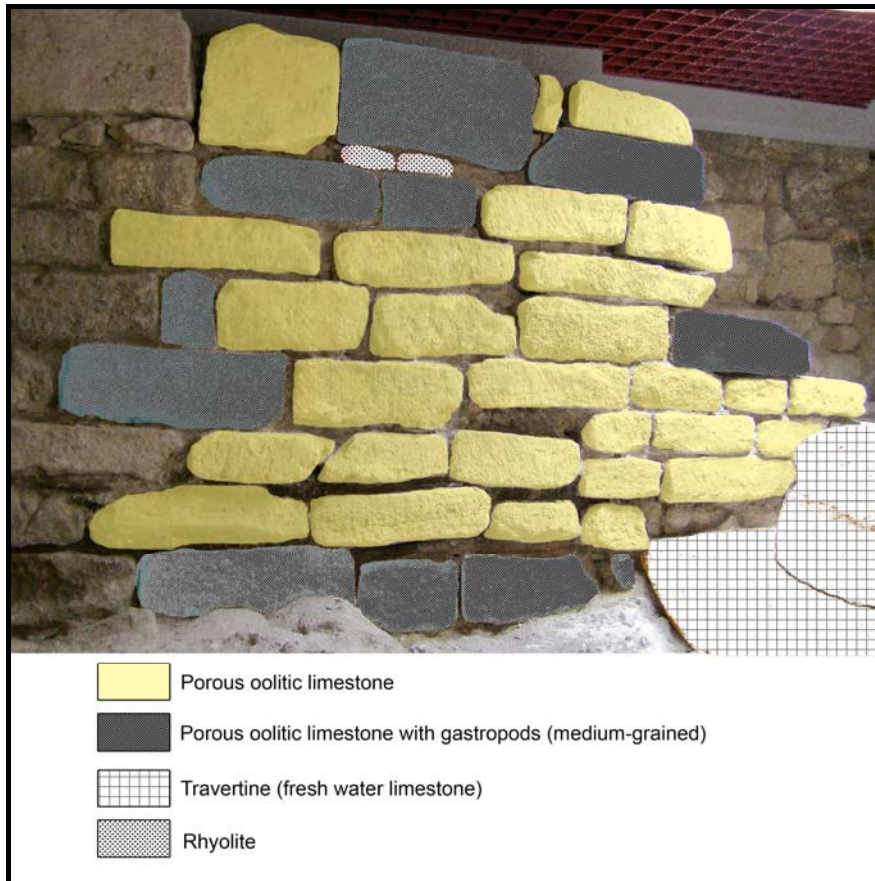 Porous oolitic limestone
Porous oolitic limestone with gastropods (medium-grained)
Travertine (fresh water limestone)
Rhyolite